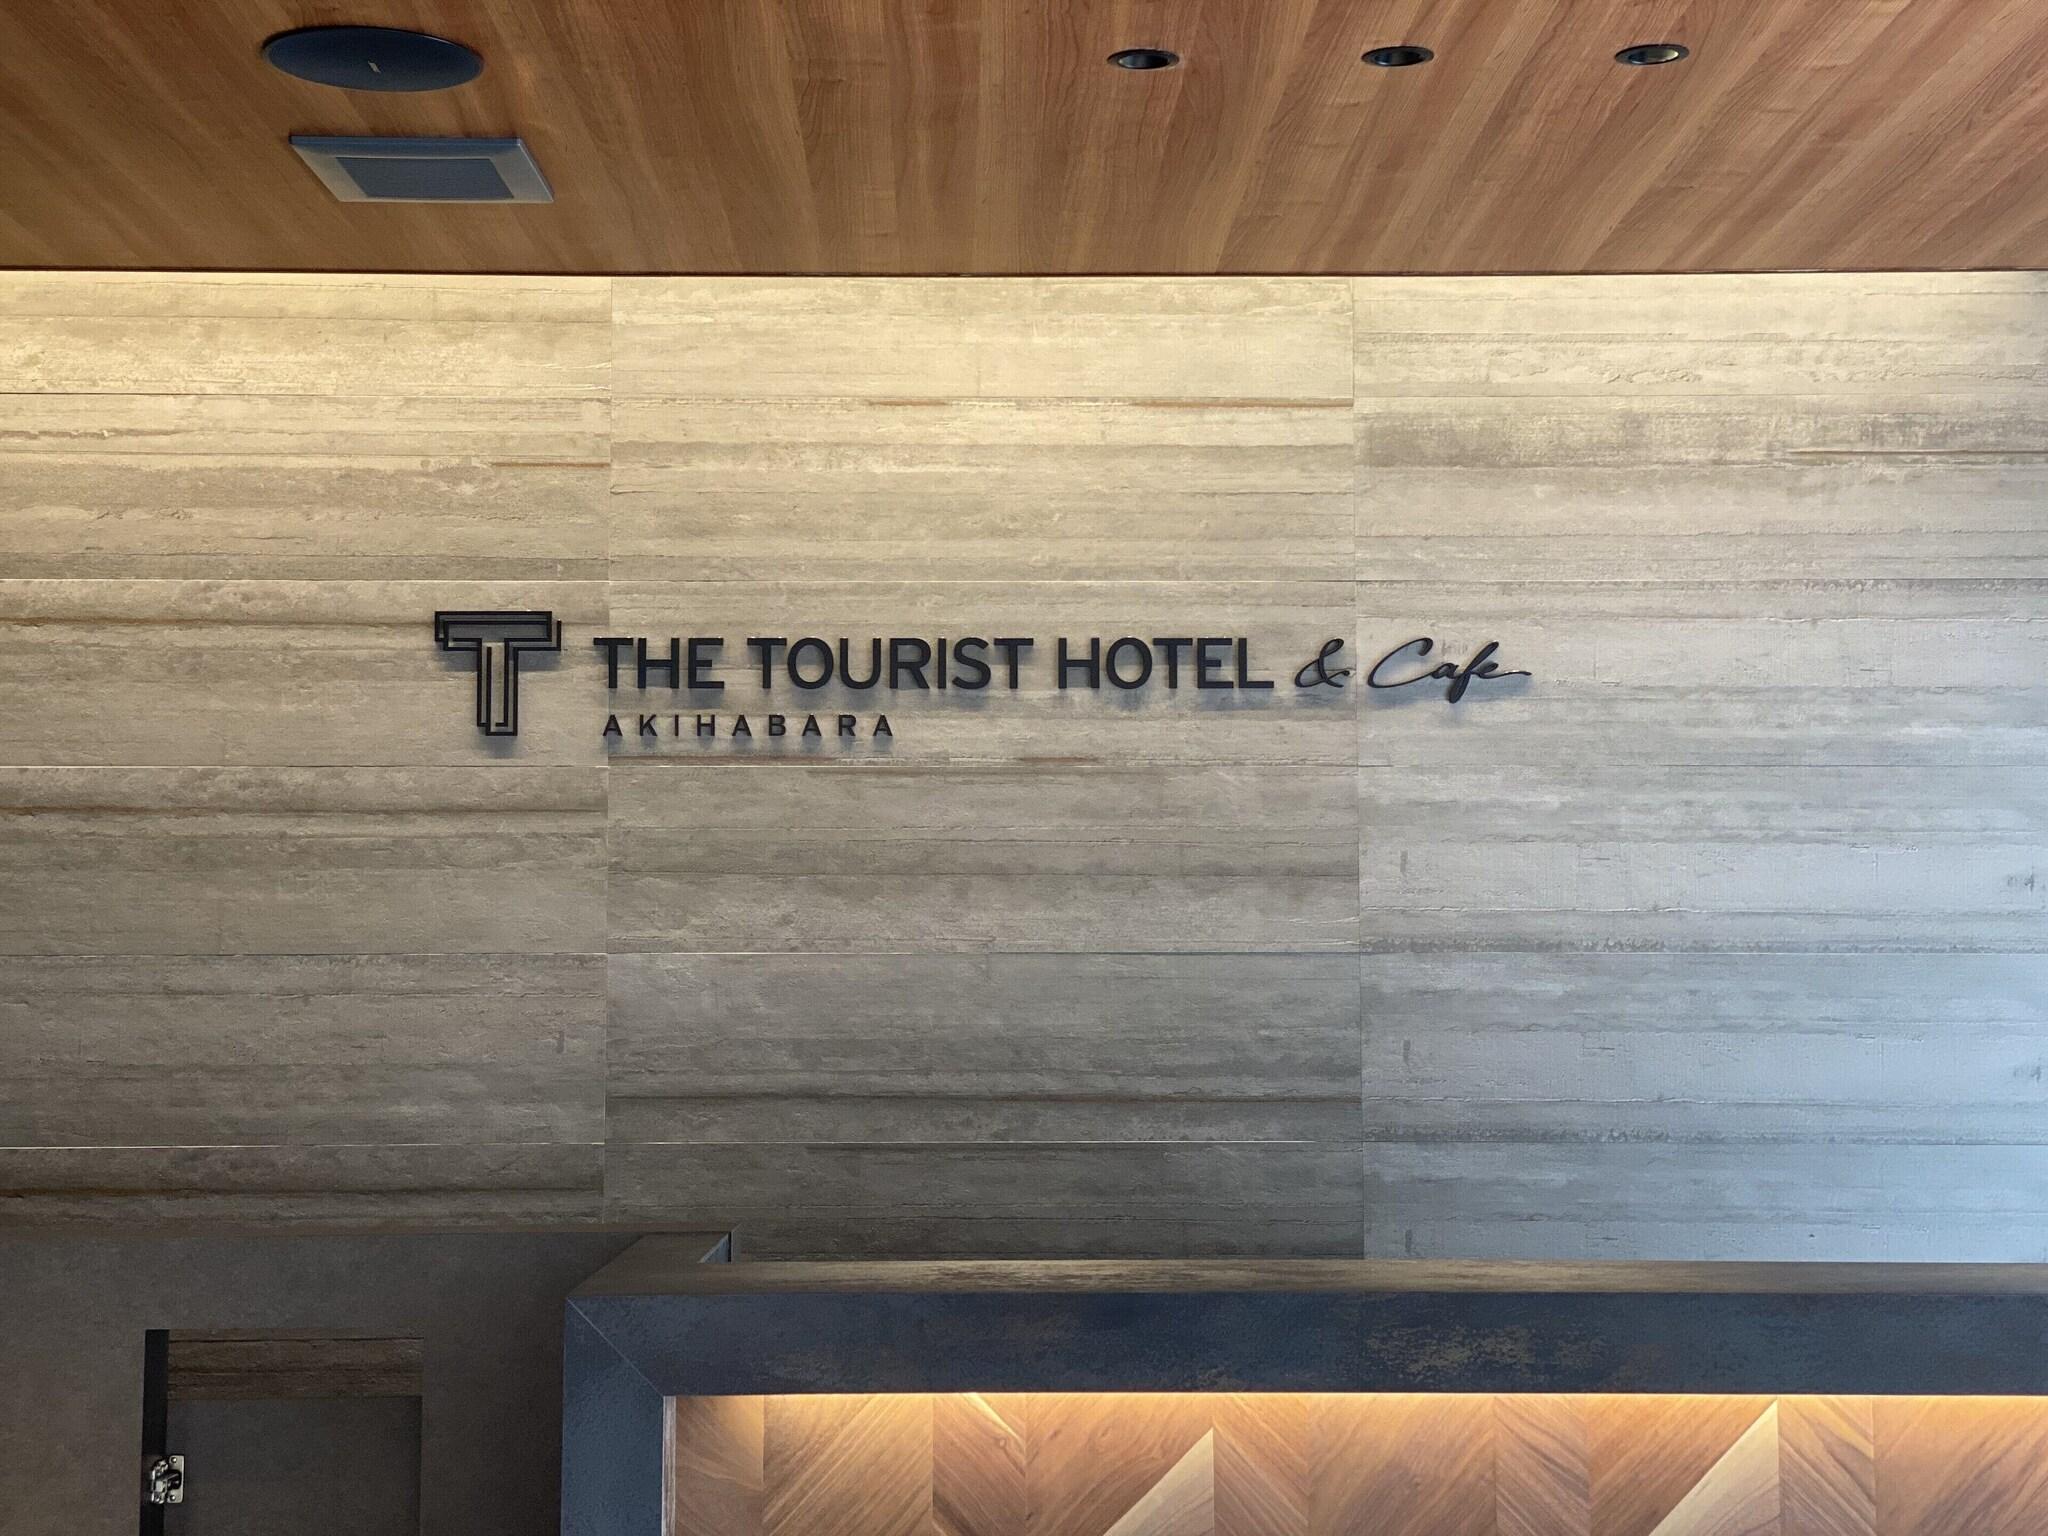 T THE TOURIST HOTEL & Cafe
AKIHABARA